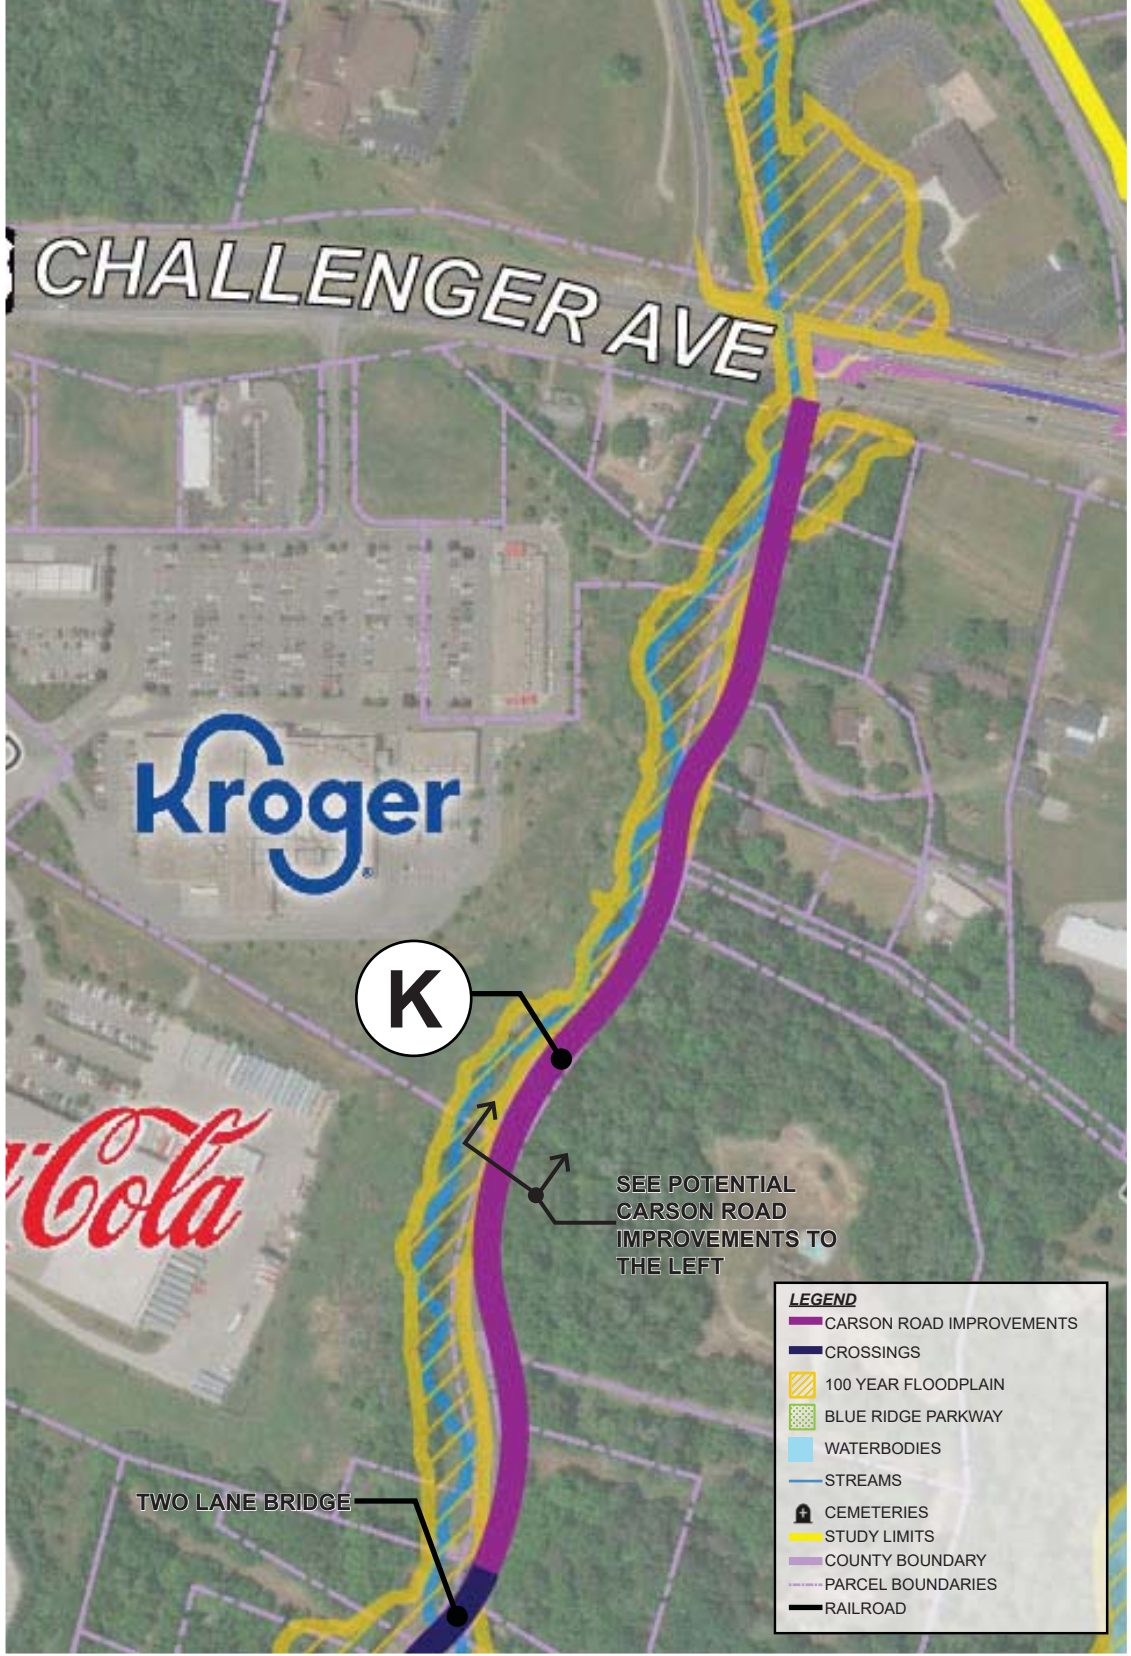 CHALLENGER AVE
Kroger
®
K
Cola
SEE POTENTIAL
CARSON ROAD
IMPROVEMENTS TO
THE LEFT
TWO LANE BRIDGE
LEGEND
CARSON ROAD IMPROVEMENTS
CROSSINGS
100 YEAR FLOODPLAIN
BLUE RIDGE PARKWAY
WATERBODIES
STREAMS
CEMETERIES
STUDY LIMITS
COUNTY BOUNDARY
PARCEL BOUNDARIES
RAILROAD